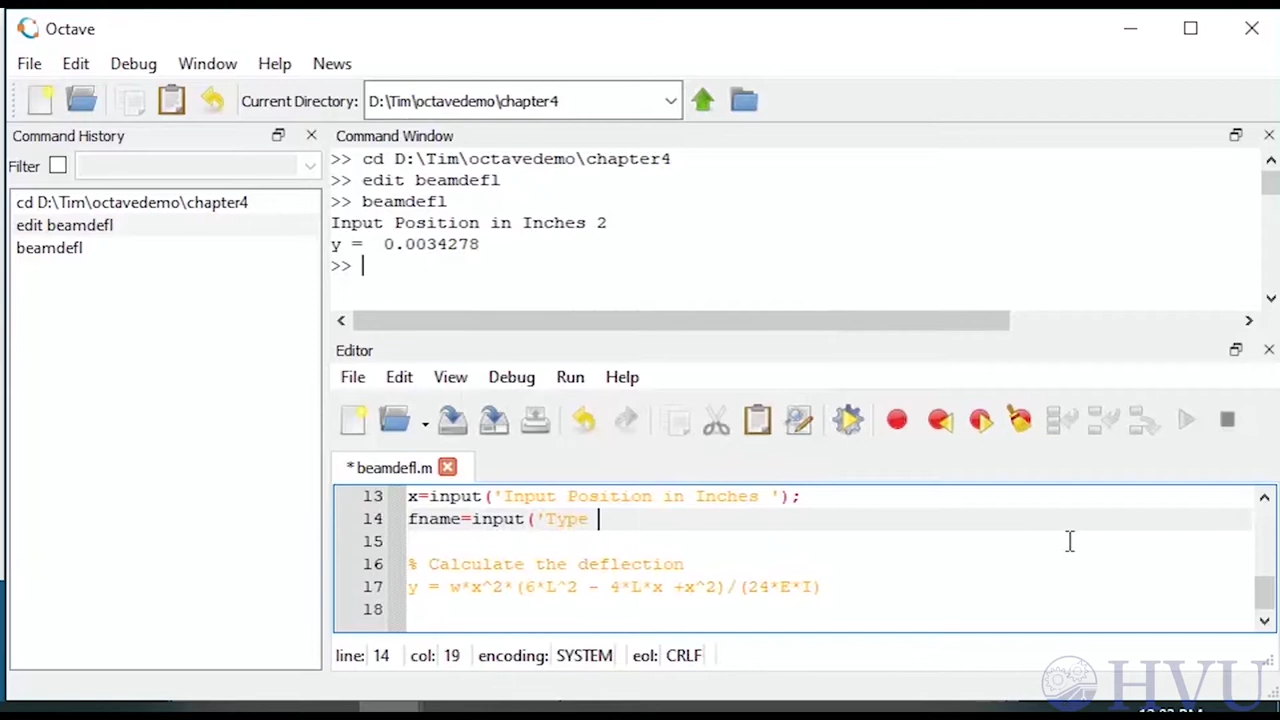 Octave
File Edit Debug Window Help News
Current Directory: D:\Tim\octavedemo\chapter4
Command History
Filter
cd D:\Tim\octavedemo\chapter4
edit beamdefl
beamdefl
Command Window
>> cd D:\Tim\octavedemo\chapter4
>> edit beamdefl
>> beamdefl
Input Position in Inches 2
y = 0.0034278
>>
Editor
File Edit View Debug Run Help
* beamdefl.m
13 x=input('Input Position in Inches ');
14 fname=input('Type
15
16 % Calculate the deflection
17 y = w*x^2*(6*L^2 - 4*L*x +x^2)/(24*E*I)
18
line: 14 col: 19 encoding: SYSTEM eol: CRLF
HVU